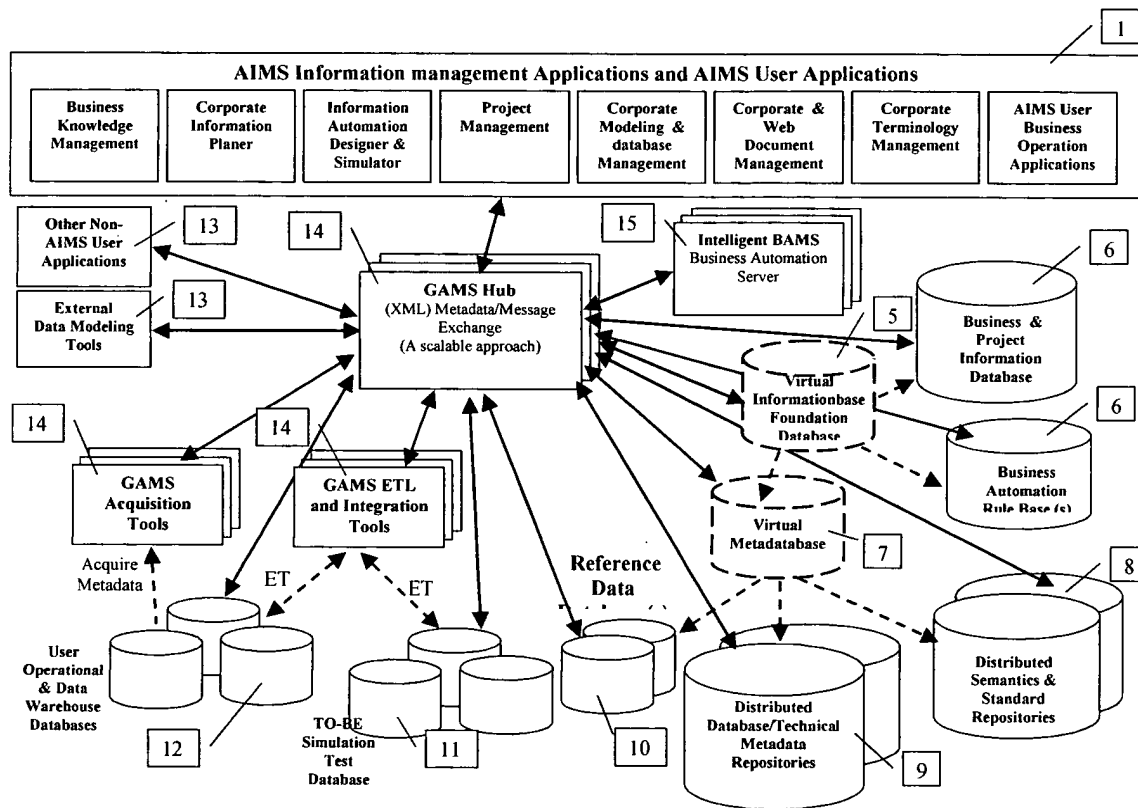 1
AIMS Information management Applications and AIMS User Applications
Business
Knowledge
Management
Corporate
Information
Planer
Information
Automation
Designer &
Simulator
Project
Management
Corporate
Modeling &
database
Management
Corporate &
Web
Document
Management
Corporate
Terminology
Management
AIMS User
Business
Operation
Applications
Other Non-
AIMS User
Applications
13
External
Data Modeling
Tools
13
14
GAMS Hub
(XML) Metadata/Message
Exchange
(A scalable approach)
15
Intelligent BAMS
Business Automation
Server
6
Business &
Project
Information
Database
5
Virtual
Informationbase
Foundation
Database
6
Business
Automation
Rule Base (s)
14
GAMS
Acquisition
Tools
14
GAMS ETL
and Integration
Tools
Virtual
Metadatabase
7
Acquire
Metadata
ET
ET
Reference
Data
8
Distributed
Semantics &
Standard
Repositories
User
Operational
& Data
Warehouse
Databases
12
TO-BE
Simulation
Test
Database
11
10
Distributed
Database/Technical
Metadata
Repositories
9